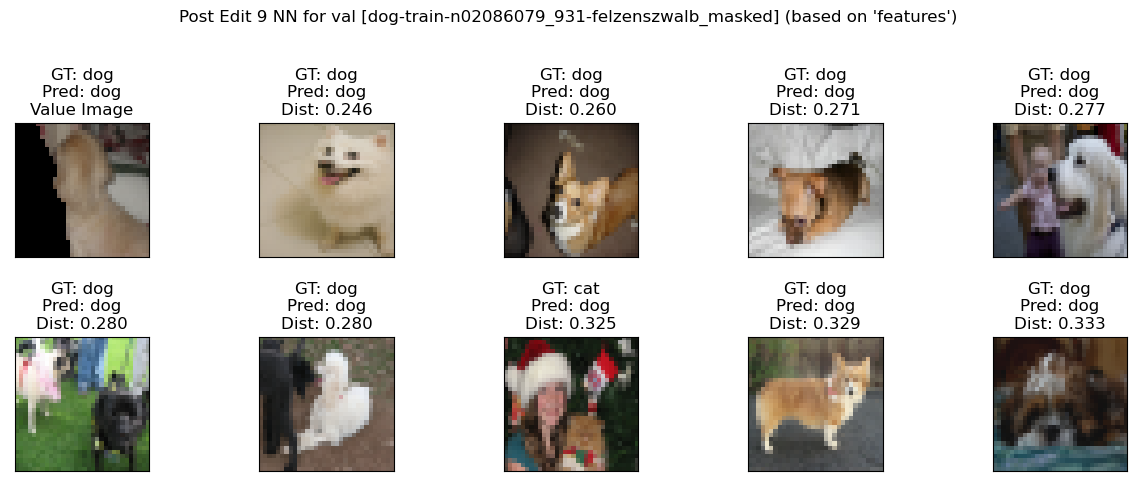 Post Edit 9 NN for val [dog-train-n02086079_931-felzenszwalb_masked] (based on 'features')
GT: dog
Pred: dog
Value Image
GT: dog
Pred: dog
Dist: 0.246
GT: dog
Pred: dog
Dist: 0.260
GT: dog
Pred: dog
Dist: 0.271
GT: dog
Pred: dog
Dist: 0.277
GT: dog
Pred: dog
Dist: 0.280
GT: dog
Pred: dog
Dist: 0.280
GT: cat
Pred: dog
Dist: 0.325
GT: dog
Pred: dog
Dist: 0.329
GT: dog
Pred: dog
Dist: 0.333